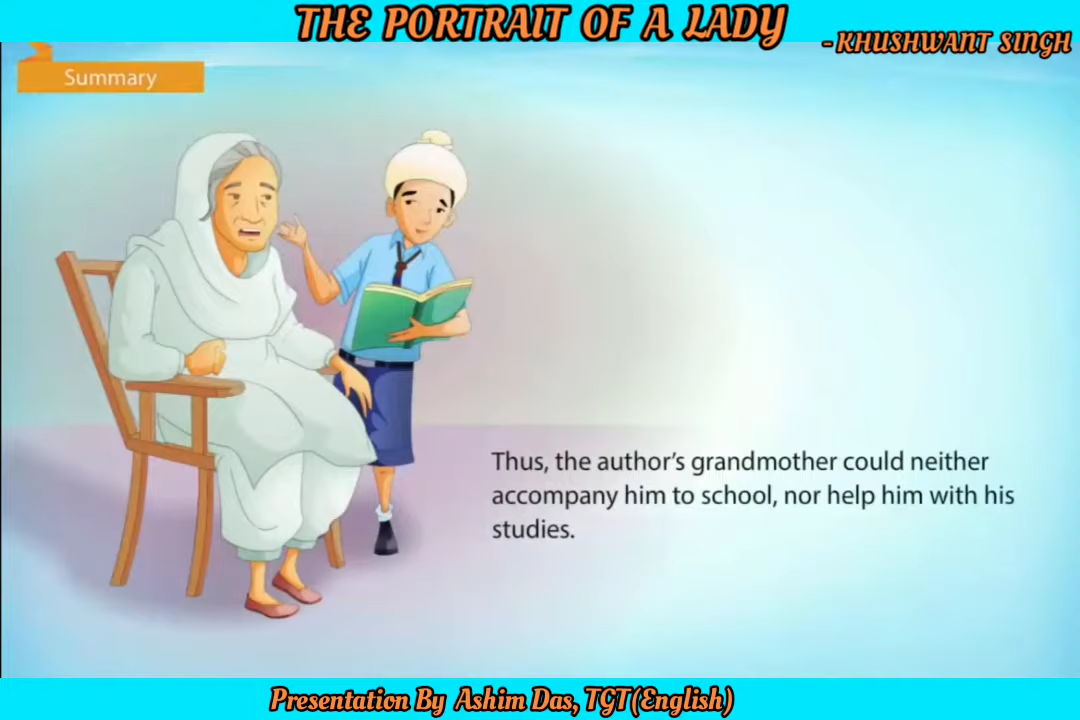 THE PORTRAIT OF A LADY
- KHUSHWANT SINGH
Summary
Thus, the author's grandmother could neither
accompany him to school, nor help him with his
studies.
Presentation By Ashim Das, TGT(English)